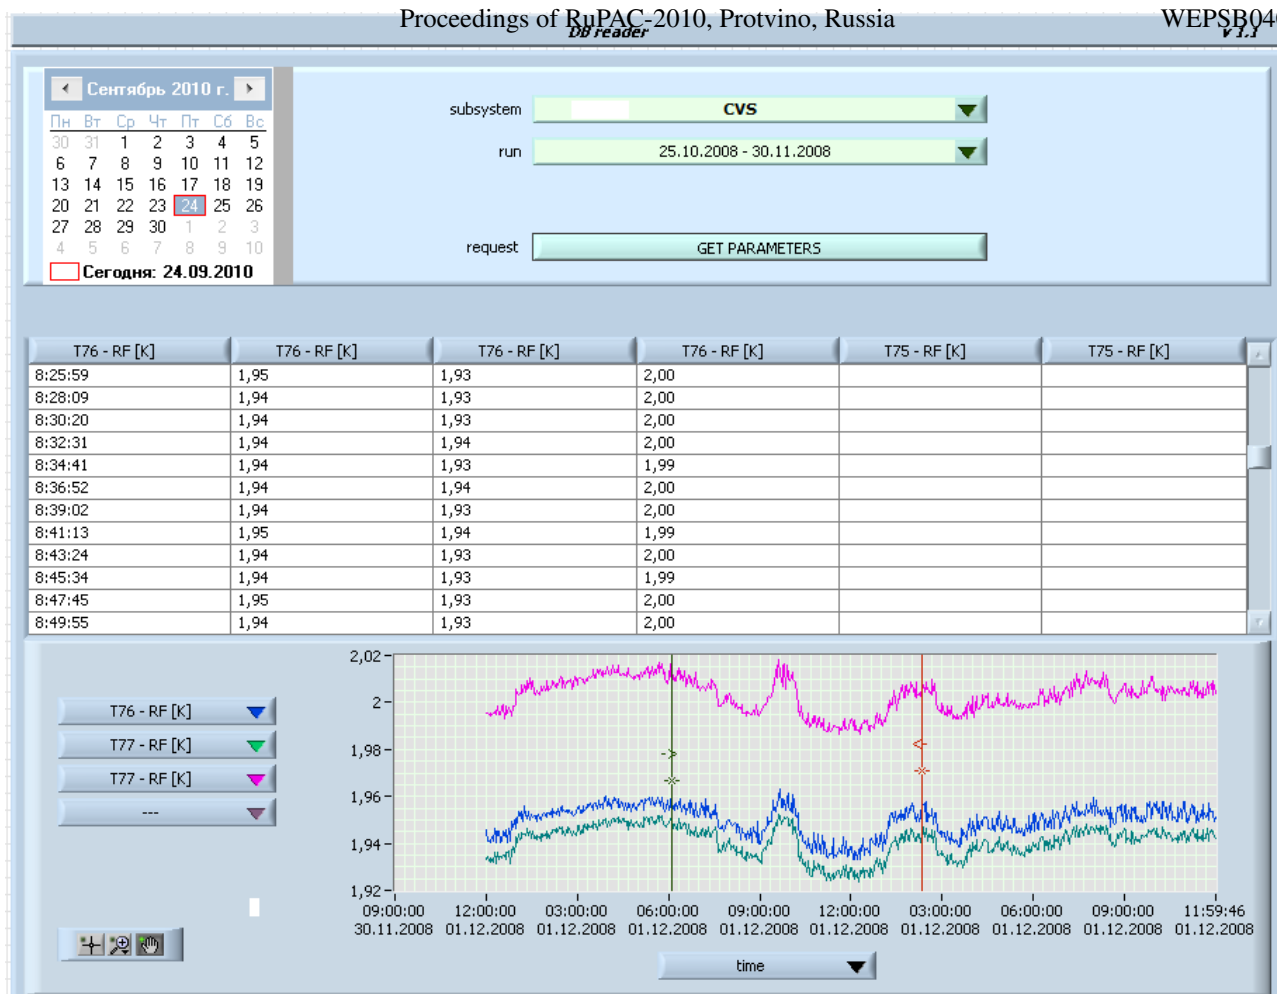 Proceedings of RuPAC-2010, Protvino, Russia WEPSB04
DB reader v 1.1
Сентябрь 2010 г.
Пн Вт Ср Чт Пт Сб Вс
30 31 1 2 3 4 5
6 7 8 9 10 11 12
13 14 15 16 17 18 19
20 21 22 23 24 25 26
27 28 29 30 1 2 3
4 5 6 7 8 9 10
Сегодня: 24.09.2010
subsystem CVS
run 25.10.2008 - 30.11.2008
request GET PARAMETERS
T76 - RF [K] T76 - RF [K] T76 - RF [K] T76 - RF [K] T75 - RF [K] T75 - RF [K]
8:25:59 1,95 1,93 2,00
8:28:09 1,94 1,93 2,00
8:30:20 1,94 1,93 2,00
8:32:31 1,94 1,94 2,00
8:34:41 1,94 1,93 1,99
8:36:52 1,94 1,94 2,00
8:39:02 1,94 1,93 2,00
8:41:13 1,95 1,94 1,99
8:43:24 1,94 1,93 2,00
8:45:34 1,94 1,93 1,99
8:47:45 1,95 1,93 2,00
8:49:55 1,94 1,93 2,00
T76 - RF [K]
T77 - RF [K]
T77 - RF [K]
---
2,02
2
1,98
1,96
1,94
1,92
09:00:00 12:00:00 03:00:00 06:00:00 09:00:00 12:00:00 03:00:00 06:00:00 09:00:00 11:59:46
30.11.2008 01.12.2008 01.12.2008 01.12.2008 01.12.2008 01.12.2008 01.12.2008 01.12.2008 01.12.2008 01.12.2008
time